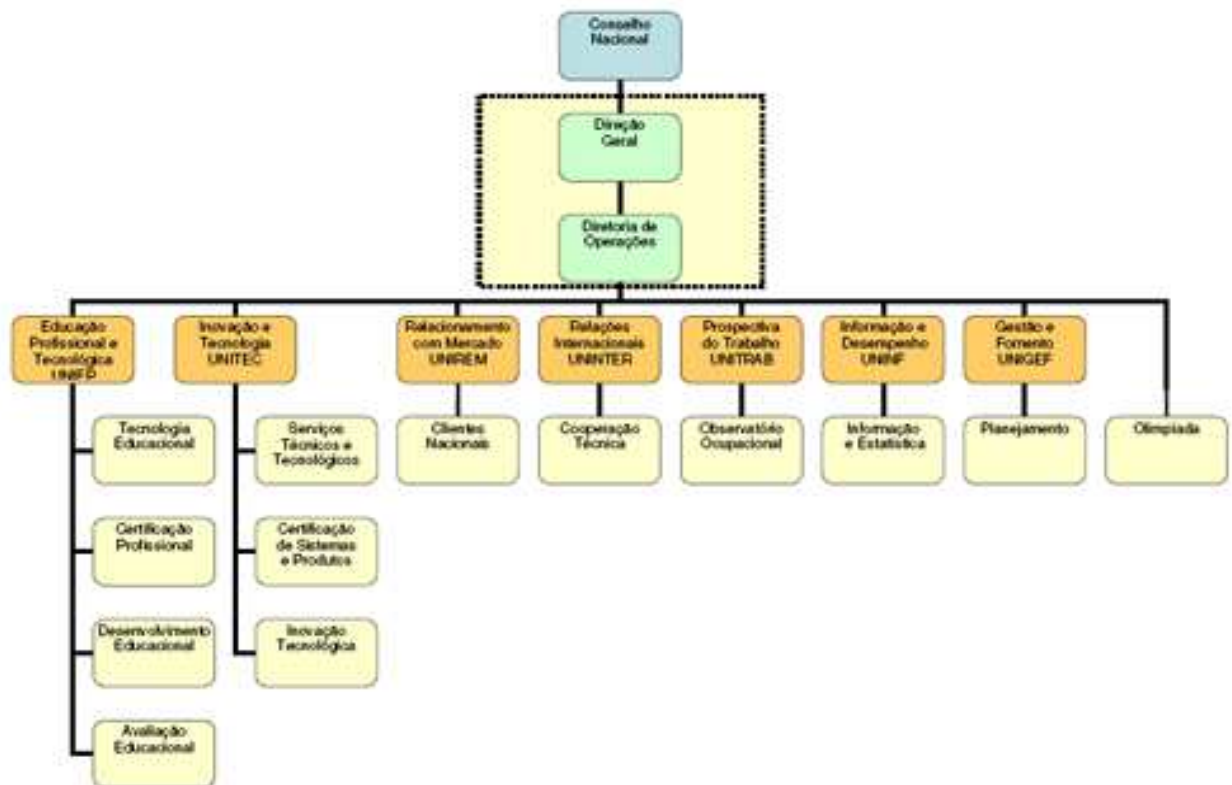 Conselho
Nacional
Direção
Geral
Diretoria de
Operações
Educação
Profissional e
Tecnológica
UNIEP
Inovação e
Tecnologia
UNITEC
Relacionamento
com Mercado
UNIREM
Relações
Internacionais
UNINTER
Prospectiva
do Trabalho
UNITRAB
Informação e
Desempenho
UNINF
Gestão e
Fomento
UNIGEF
Tecnologia
Educacional
Serviços
Técnicos e
Tecnológicos
Clientes
Nacionais
Cooperação
Técnica
Observatório
Ocupacional
Informação
e Estatística
Planejamento
Olimpíada
Certificação
Profissional
Certificação
de Sistemas
e Produtos
Desenvolvimento
Educacional
Inovação
Tecnológica
Avaliação
Educacional